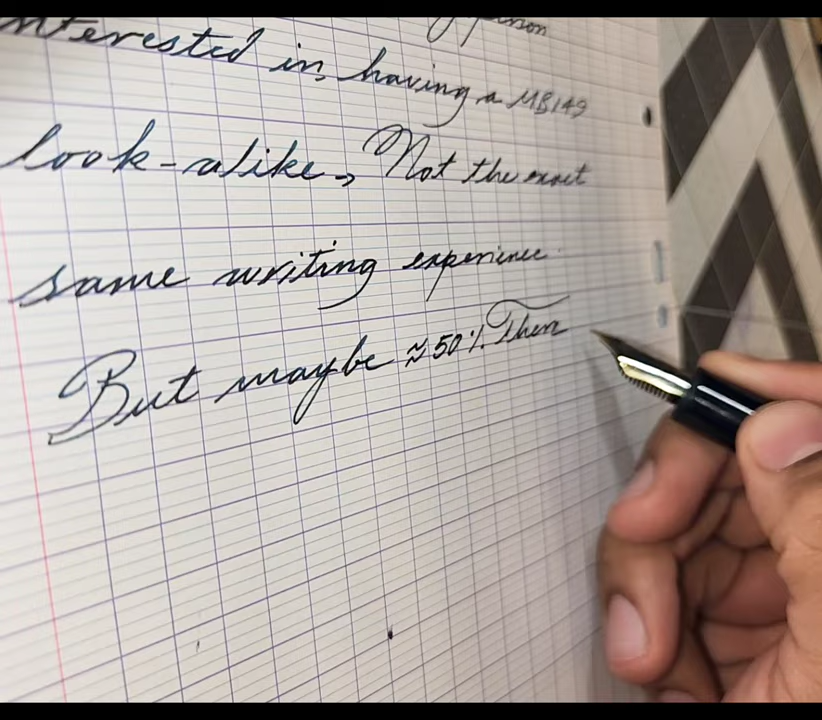 interested in, having a MB149
look-alike, Not the exact
same writing experience.
But maybe ≈50%. Then